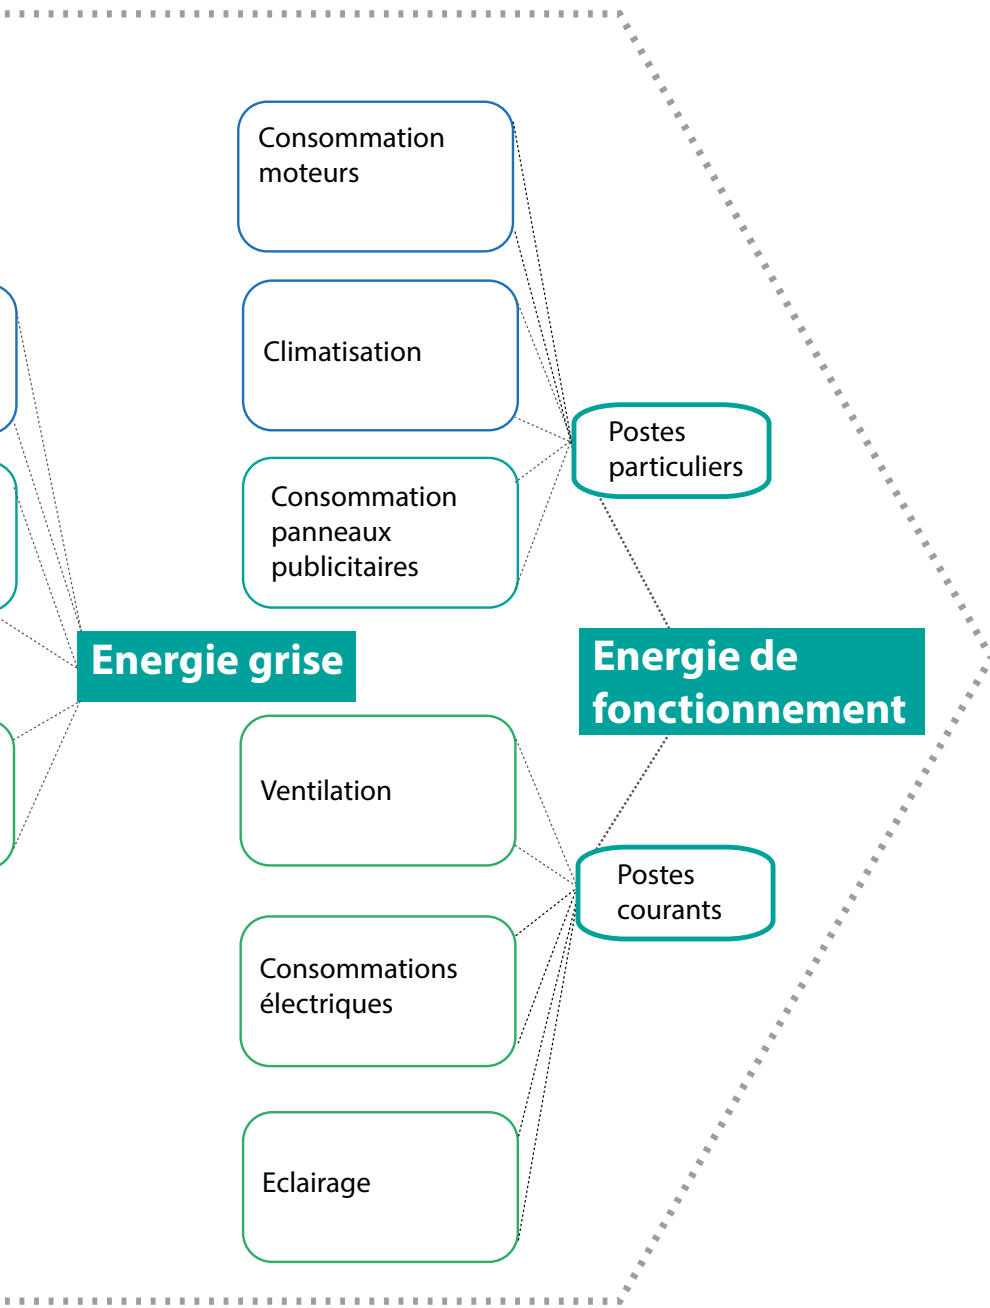 Consommation
moteurs
Climatisation
Postes
particuliers
Consommation
panneaux
publicitaires
Energie grise
Energie de
fonctionnement
Ventilation
Postes
courants
Consommations
électriques
Eclairage